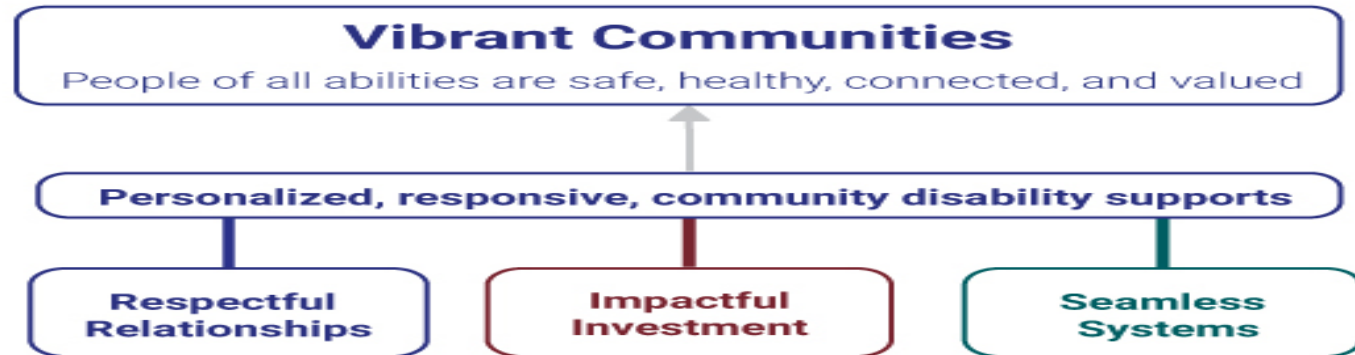 Vibrant Communities
People of all abilities are safe, healthy, connected, and valued
Personalized, responsive, community disability supports
Respectful
Relationships
Impactful
Investment
Seamless
Systems